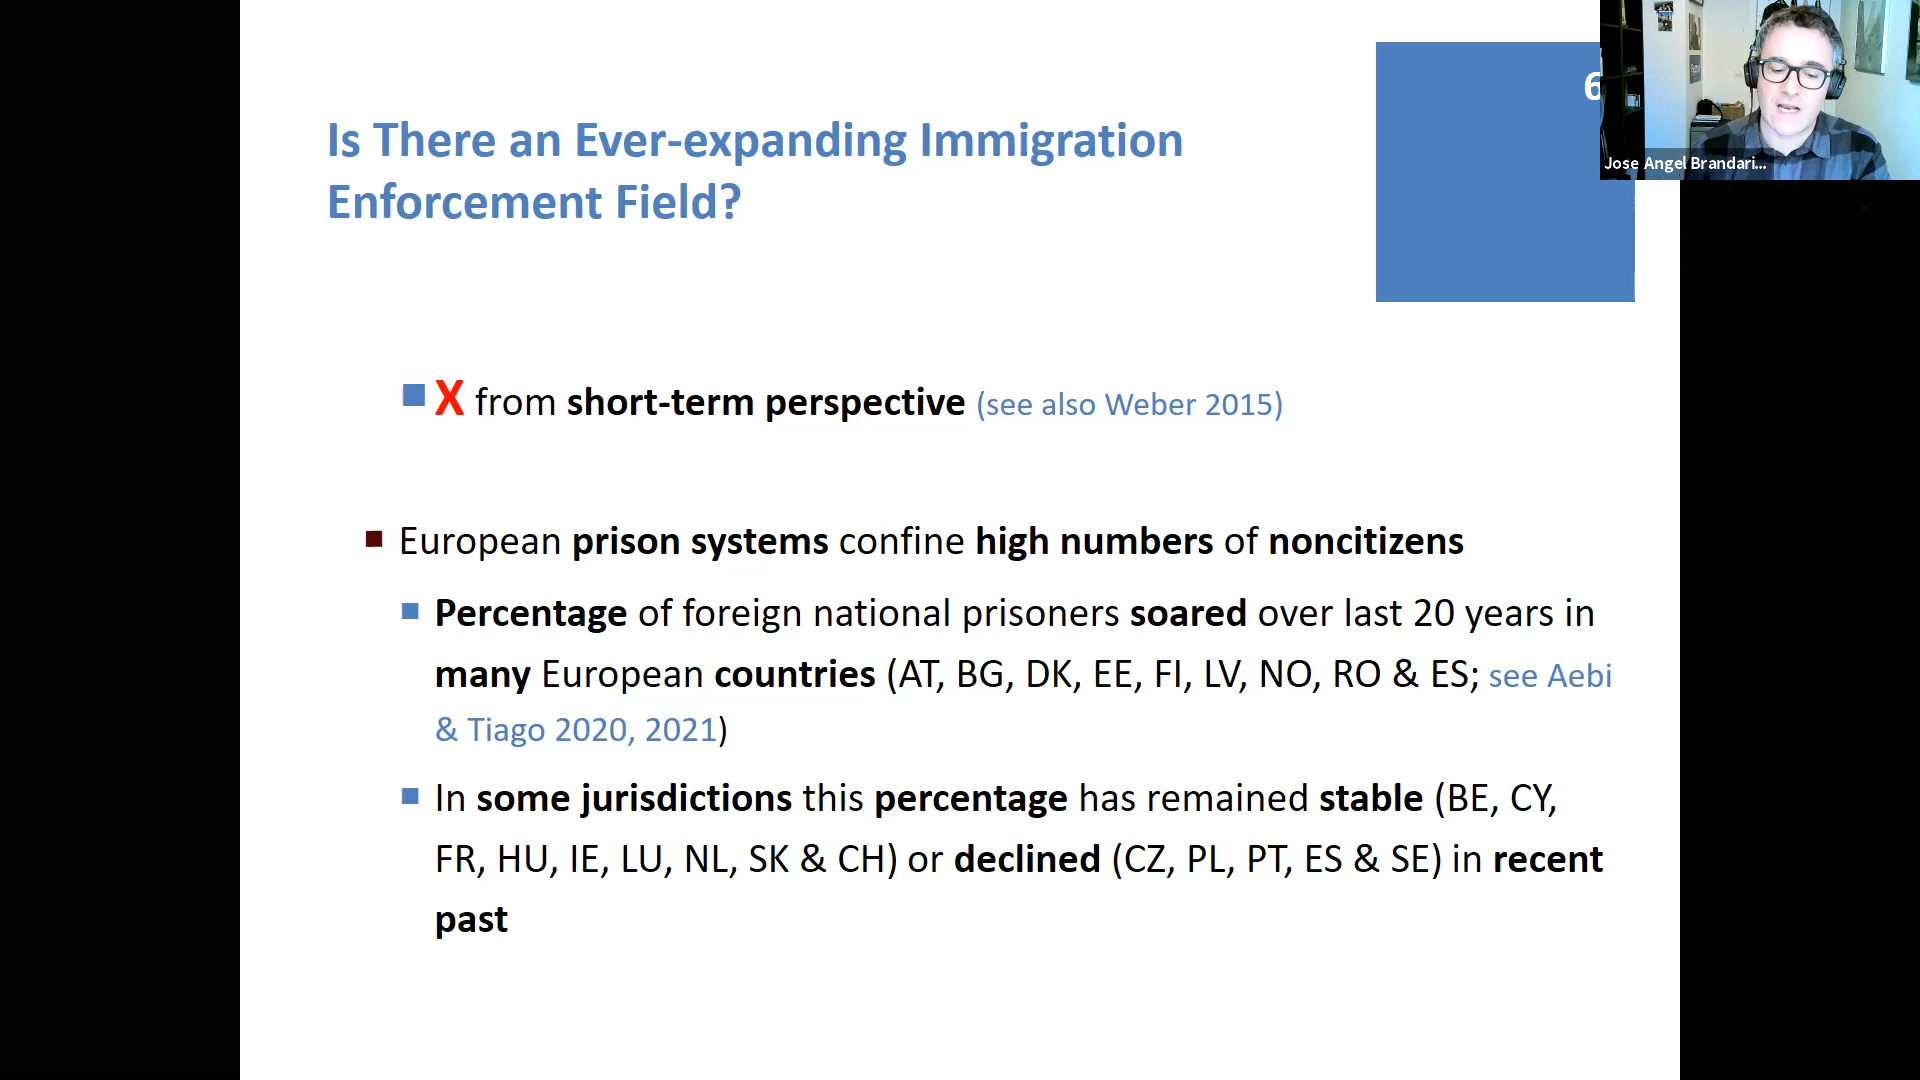 6
Jose Angel Brandari...
Is There an Ever-expanding Immigration
Enforcement Field?
X from short-term perspective (see also Weber 2015)
European prison systems confine high numbers of noncitizens
Percentage of foreign national prisoners soared over last 20 years in
many European countries (AT, BG, DK, EE, FI, LV, NO, RO & ES; see Aebi
& Tiago 2020, 2021)
In some jurisdictions this percentage has remained stable (BE, CY,
FR, HU, IE, LU, NL, SK & CH) or declined (CZ, PL, PT, ES & SE) in recent
past